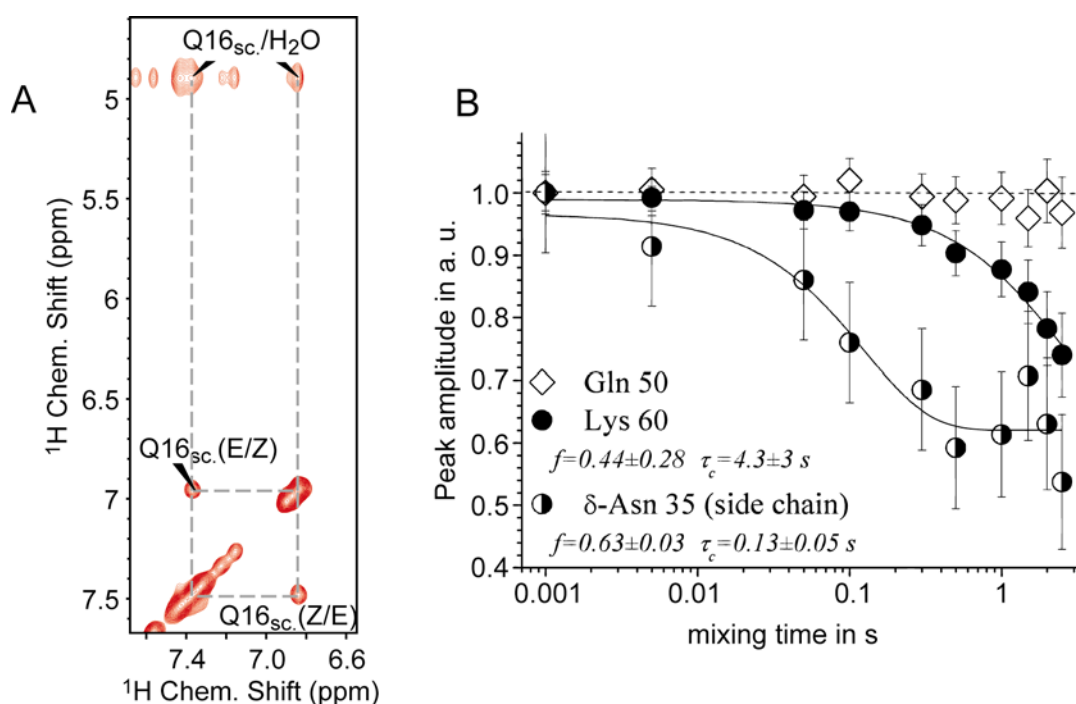 A
Q16sc./H2O
5
5.5
6
6.5
7
7.5
1H Chem. Shift (ppm)
Q16sc.(E/Z)
Q16sc.(Z/E)
7.4 7.0 6.6
1H Chem. Shift (ppm)
B
1.0
0.9
0.8
0.7
0.6
0.5
0.4
Peak amplitude in a. u.
Gln 50
Lys 60
f=0.44±0.28 τc=4.3±3 s
δ-Asn 35 (side chain)
f=0.63±0.03 τc=0.13±0.05 s
0.001 0.01 0.1 1
mixing time in s